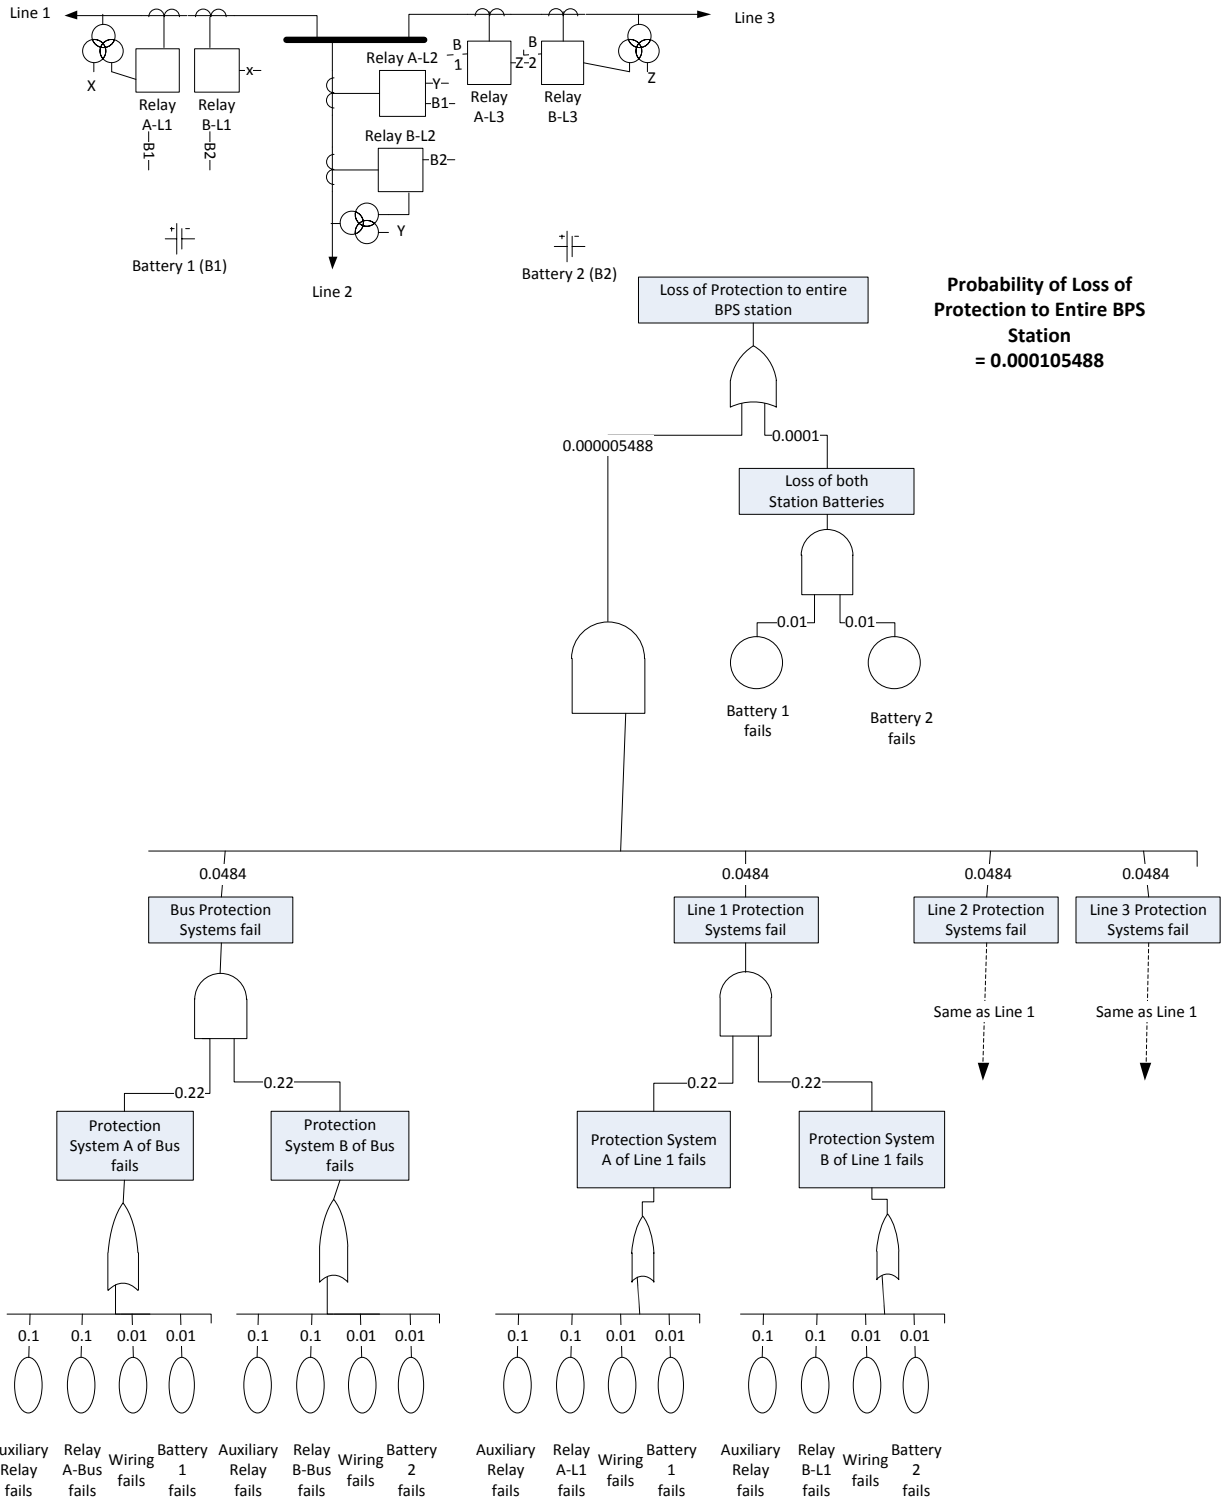 Line 1
Line 3
X
Relay
A-L1
B1
Relay
B-L1
x
B2
Relay A-L2
Y
B1
Relay B-L2
B2
Y
B
1
Relay
A-L3
Z
B
2
Relay
B-L3
Z
+ -
Battery 1 (B1)
+ -
Battery 2 (B2)
Line 2
Loss of Protection to entire
BPS station
Probability of Loss of
Protection to Entire BPS
Station
= 0.000105488
0.000005488
0.0001
Loss of both
Station Batteries
0.01
0.01
Battery 1
fails
Battery 2
fails
0.0484
0.0484
0.0484
0.0484
Bus Protection
Systems fail
Line 1 Protection
Systems fail
Line 2 Protection
Systems fail
Line 3 Protection
Systems fail
Same as Line 1
Same as Line 1
0.22
0.22
0.22
0.22
Protection
System A of Bus
fails
Protection
System B of Bus
fails
Protection System
A of Line 1 fails
Protection System
B of Line 1 fails
0.1
0.1
0.01
0.01
0.1
0.1
0.01
0.01
0.1
0.1
0.01
0.01
0.1
0.1
0.01
0.01
uxiliary
Relay
fails
Relay
A-Bus
fails
Wiring
fails
Battery
1
fails
Auxiliary
Relay
fails
Relay
B-Bus
fails
Wiring
fails
Battery
2
fails
Auxiliary
Relay
fails
Relay
A-L1
fails
Wiring
fails
Battery
1
fails
Auxiliary
Relay
fails
Relay
B-L1
fails
Wiring
fails
Battery
2
fails